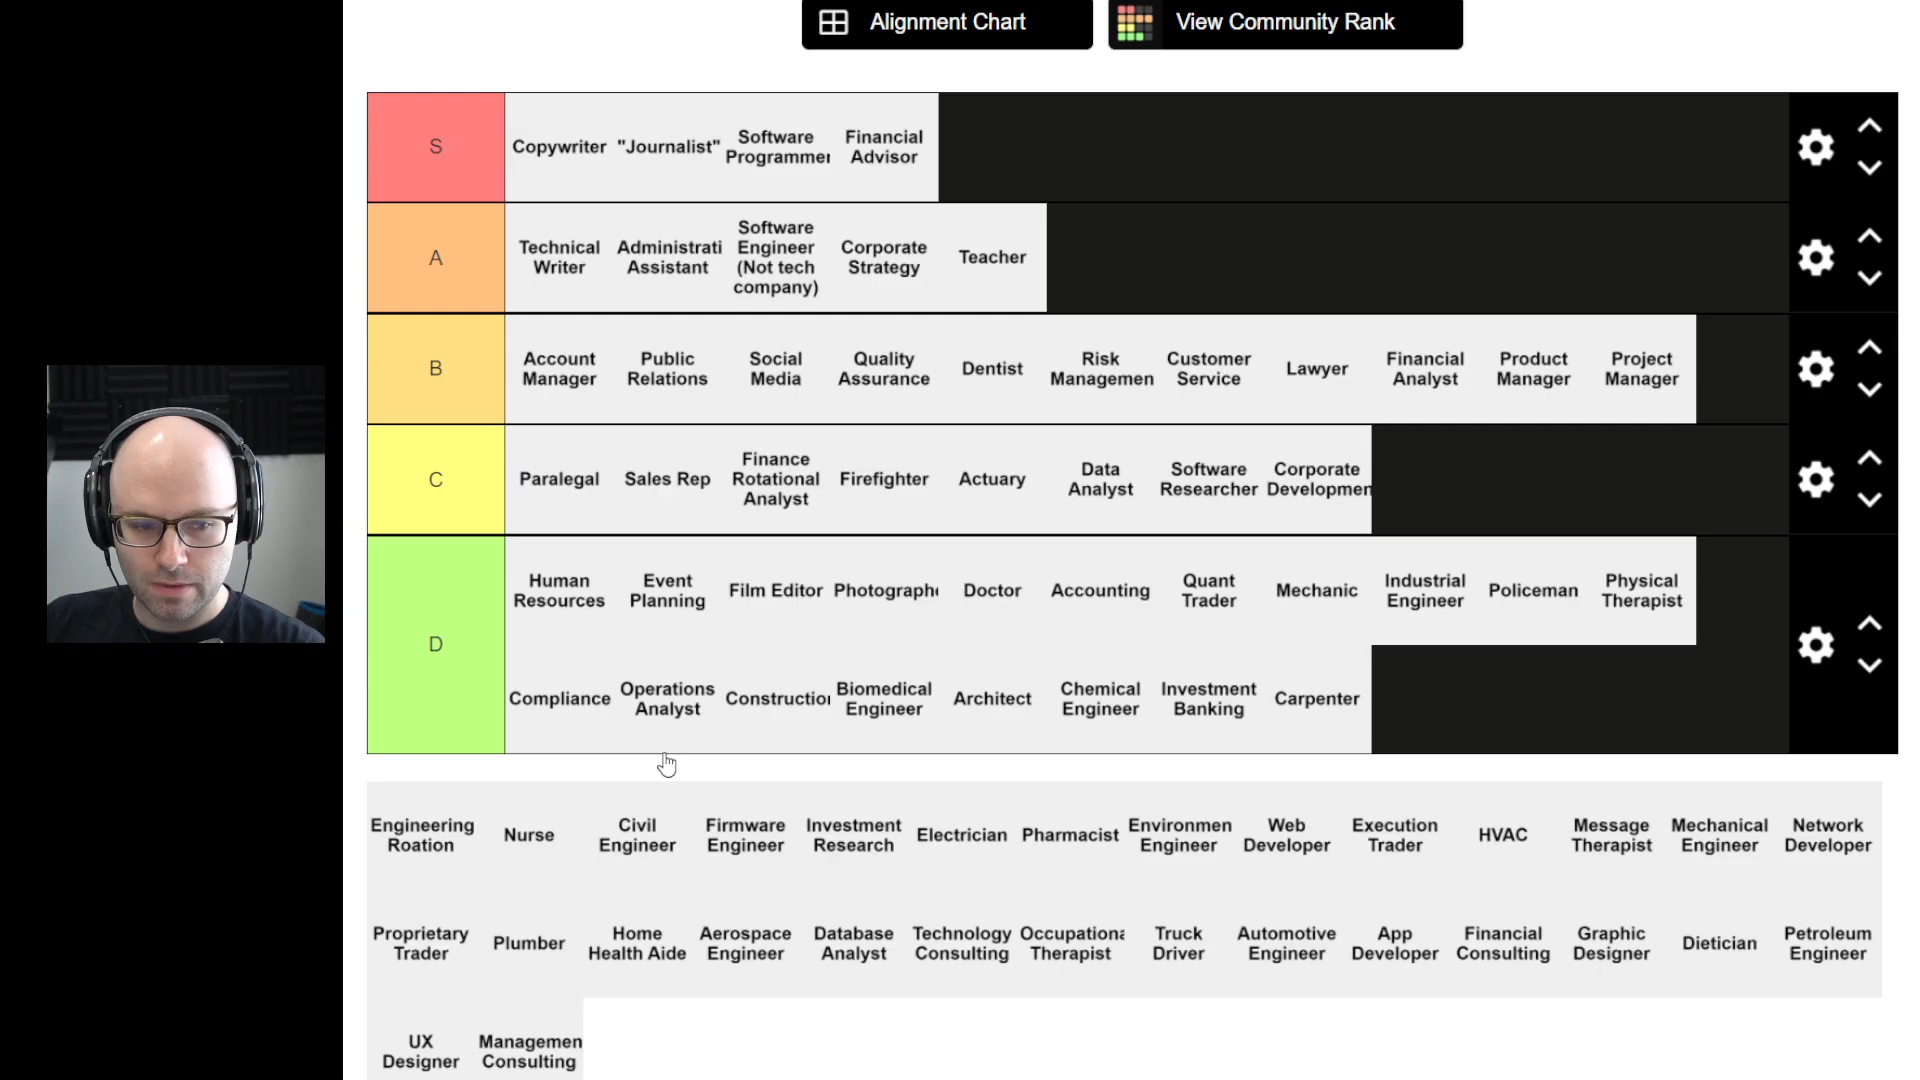 Alignment Chart
View Community Rank
S
Copywriter
"Journalist"
Software
Programmer
Financial
Advisor
A
Technical
Writer
Administrati
Assistant
Software
Engineer
(Not tech
company)
Corporate
Strategy
Teacher
B
Account
Manager
Public
Relations
Social
Media
Quality
Assurance
Dentist
Risk
Managemen
Customer
Service
Lawyer
Financial
Analyst
Product
Manager
Project
Manager
C
Paralegal
Sales Rep
Finance
Rotational
Analyst
Firefighter
Actuary
Data
Analyst
Software
Researcher
Corporate
Developmen
D
Human
Resources
Event
Planning
Film Editor
Photographe
Doctor
Accounting
Quant
Trader
Mechanic
Industrial
Engineer
Policeman
Physical
Therapist
Compliance
Operations
Analyst
Construction
Biomedical
Engineer
Architect
Chemical
Engineer
Investment
Banking
Carpenter
Engineering
Roation
Nurse
Civil
Engineer
Firmware
Engineer
Investment
Research
Electrician
Pharmacist
Environmen
Engineer
Web
Developer
Execution
Trader
HVAC
Message
Therapist
Mechanical
Engineer
Network
Developer
Proprietary
Trader
Plumber
Home
Health Aide
Aerospace
Engineer
Database
Analyst
Technology
Consulting
Occupationa
Therapist
Truck
Driver
Automotive
Engineer
App
Developer
Financial
Consulting
Graphic
Designer
Dietician
Petroleum
Engineer
UX
Designer
Managemen
Consulting